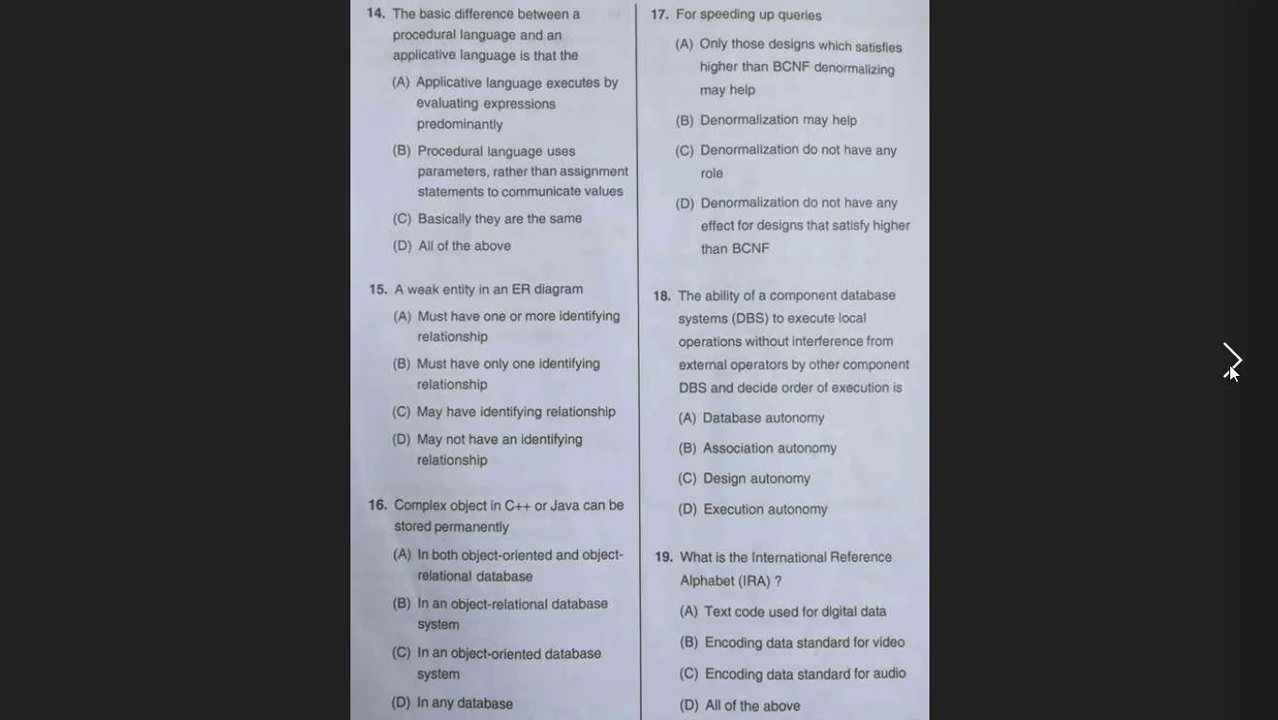 14. The basic difference between a
procedural language and an
applicative language is that the
(A) Applicative language executes by
evaluating expressions
predominantly
(B) Procedural language uses
parameters, rather than assignment
statements to communicate values
(C) Basically they are the same
(D) All of the above
15. A weak entity in an ER diagram
(A) Must have one or more identifying
relationship
(B) Must have only one identifying
relationship
(C) May have identifying relationship
(D) May not have an identifying
relationship
16. Complex object in C++ or Java can be
stored permanently
(A) In both object-oriented and object-
relational database
(B) In an object-relational database
system
(C) In an object-oriented database
system
(D) In any database
17. For speeding up queries
(A) Only those designs which satisfies
higher than BCNF denormalizing
may help
(B) Denormalization may help
(C) Denormalization do not have any
role
(D) Denormalization do not have any
effect for designs that satisfy higher
than BCNF
18. The ability of a component database
systems (DBS) to execute local
operations without interference from
external operators by other component
DBS and decide order of execution is
(A) Database autonomy
(B) Association autonomy
(C) Design autonomy
(D) Execution autonomy
19. What is the International Reference
Alphabet (IRA) ?
(A) Text code used for digital data
(B) Encoding data standard for video
(C) Encoding data standard for audio
(D) All of the above